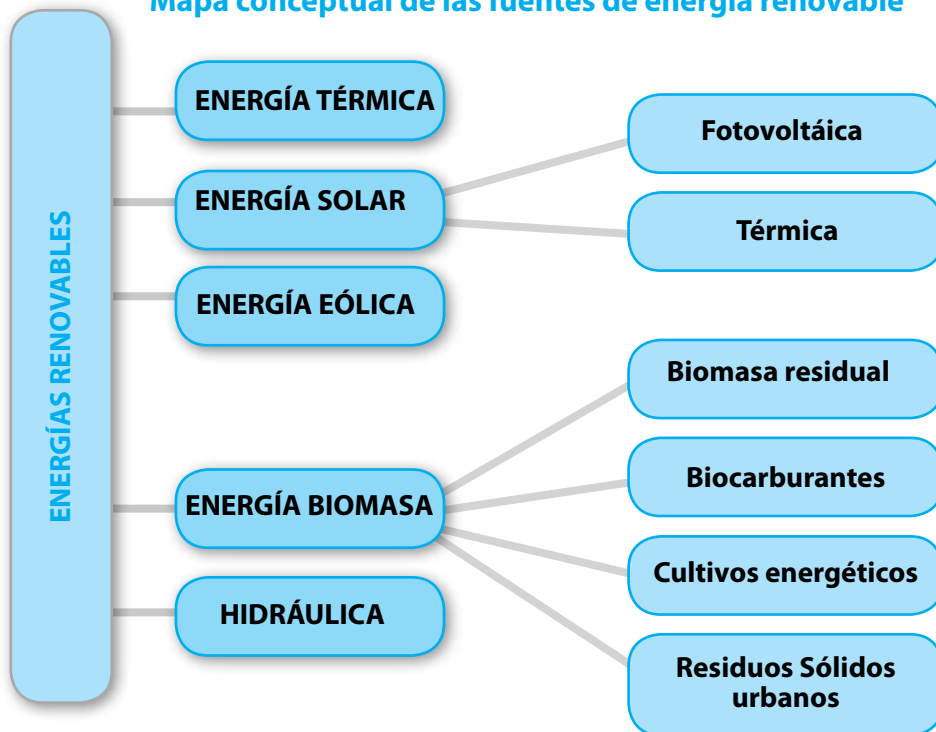 Mapa conceptual de las fuentes de energía renovable
ENERGÍAS RENOVABLES
ENERGÍA TÉRMICA
ENERGÍA SOLAR
Fotovoltáica
Térmica
ENERGÍA EÓLICA
ENERGÍA BIOMASA
Biomasa residual
Biocarburantes
Cultivos energéticos
Residuos Sólidos
urbanos
HIDRÁULICA